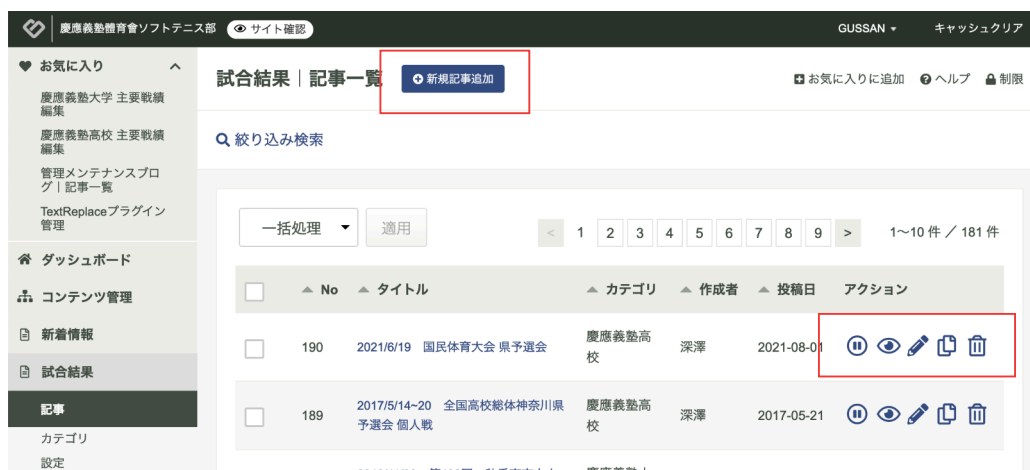 慶應義塾體育會ソフトテニス部 サイト確認 GUSSAN キャッシュクリア
お気に入り
慶應義塾大学 主要戦績
編集
慶應義塾高校 主要戦績
編集
管理メンテナンスブロ
グ｜記事一覧
TextReplaceプラグイン
管理
ダッシュボード
コンテンツ管理
新着情報
試合結果
記事
カテゴリ
設定
試合結果｜記事一覧 新規記事追加 お気に入りに追加 ヘルプ 制限
絞り込み検索
一括処理 適用 < 1 2 3 4 5 6 7 8 9 > 1〜10 件 ／ 181 件
No タイトル カテゴリ 作成者 投稿日 アクション
190 2021/6/19 国民体育大会 県予選会 慶應義塾高
校 深澤 2021-08-01
189 2017/5/14~20 全国高校総体神奈川県
予選会 個人戦 慶應義塾高
校 深澤 2017-05-21